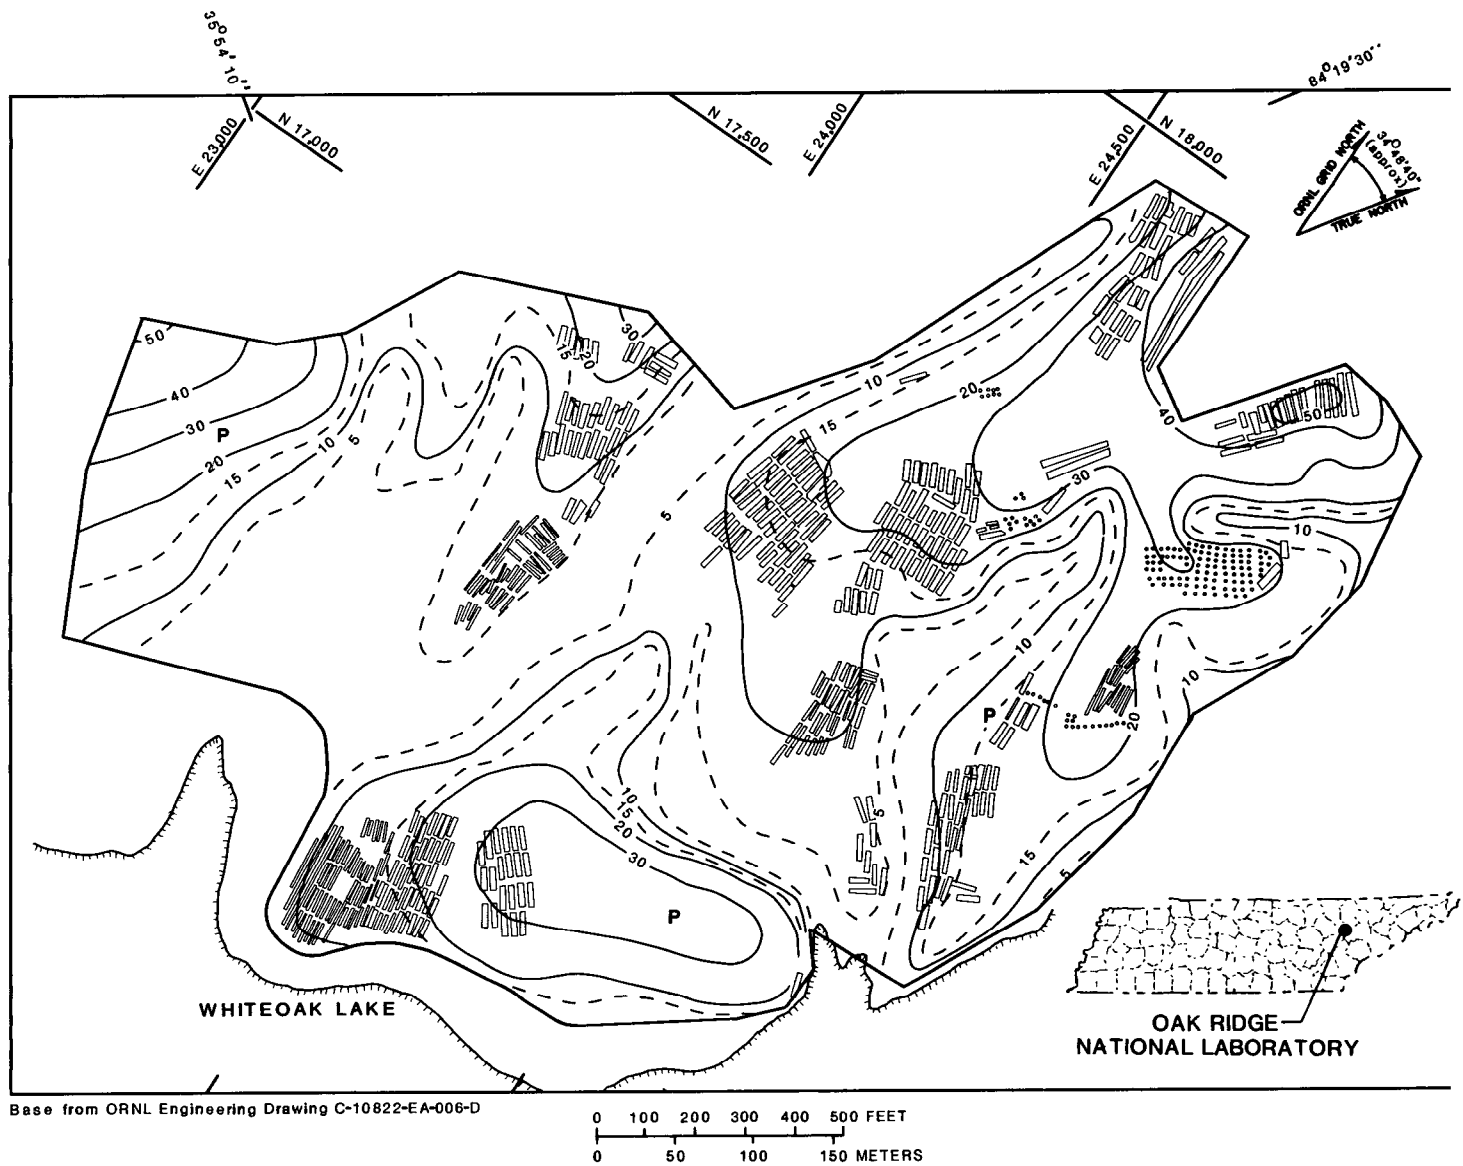 35° 54' 10''
84° 19'30''
E 23,000
N 17,000
N 17,500
E 24,000
E 24,500
N 18,000
ORNL GRID NORTH
34° 48'40"
(approx)
TRUE NORTH
50
40
30
P
20
15
10
5
15
20
30
10
20
15
5
40
50
30
10
10
P
10
20
5
15
5
10
15
20
30
P
WHITEOAK LAKE
OAK RIDGE
NATIONAL LABORATORY
Base from ORNL Engineering Drawing C-10822-EA-006-D
0 100 200 300 400 500 FEET
0 50 100 150 METERS